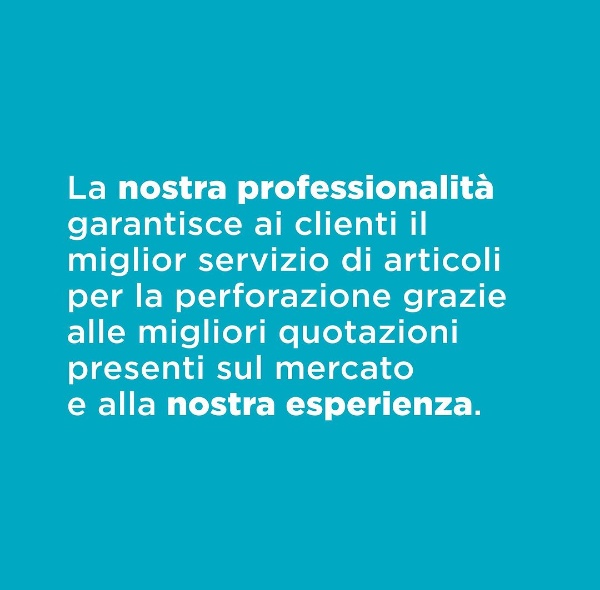 La nostra professionalità
garantisce ai clienti il
miglior servizio di articoli
per la perforazione grazie
alle migliori quotazioni
presenti sul mercato
e alla nostra esperienza.